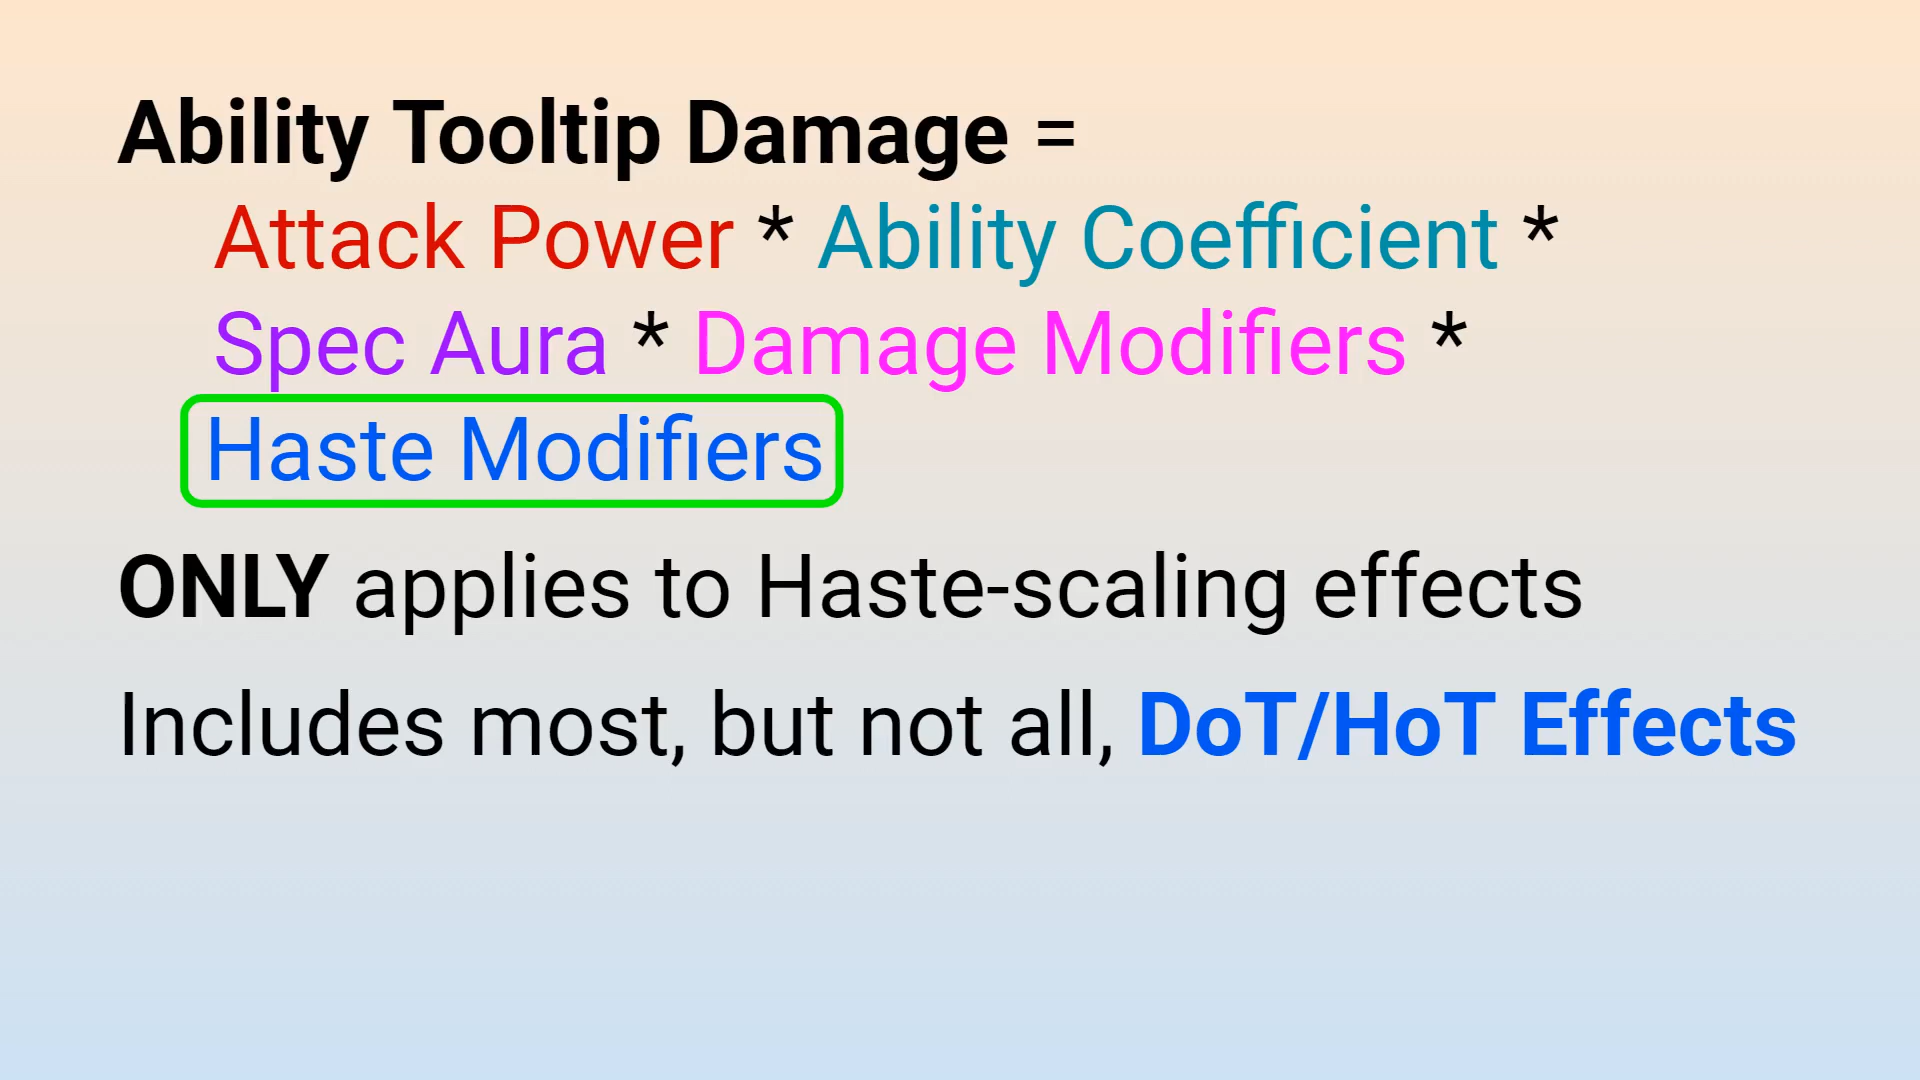 Ability Tooltip Damage =
Attack Power * Ability Coefficient *
Spec Aura * Damage Modifiers *
Haste Modifiers
ONLY applies to Haste-scaling effects
Includes most, but not all, DoT/HoT Effects